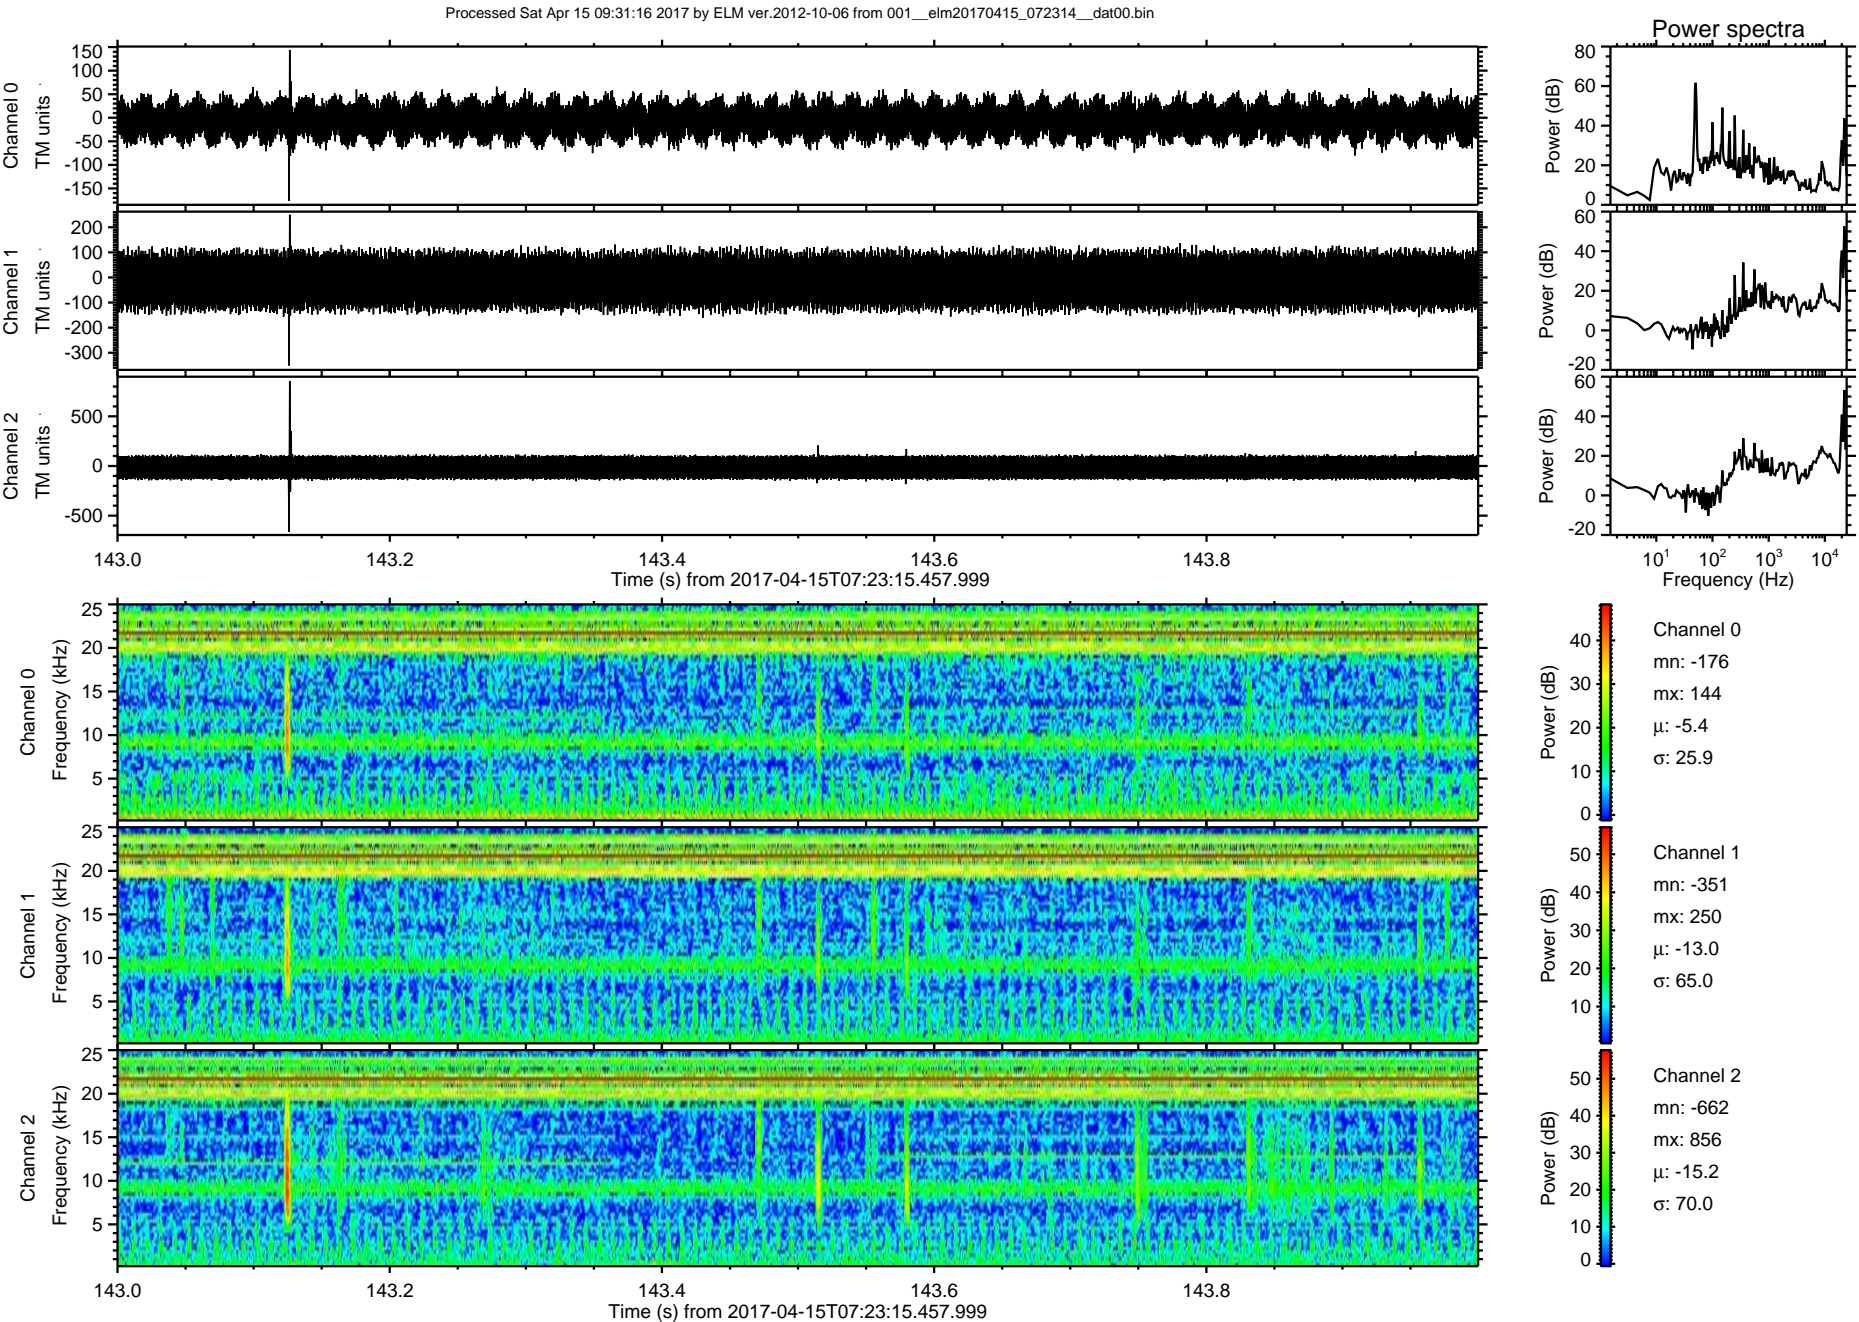 Processed Sat Apr 15 09:31:16 2017 by ELM ver.2012-10-06 from 001__elm20170415_072314__dat00.bin
Power spectra
Channel 0
TM units
150
100
50
0
-50
-100
-150
Power (dB)
80
60
40
20
0
Channel 1
TM units
200
100
0
-100
-200
-300
Power (dB)
60
40
20
0
-20
Channel 2
TM units
500
0
-500
Power (dB)
60
40
20
0
-20
143.0 143.2 143.4 143.6 143.8
Time (s) from 2017-04-15T07:23:15.457.999
10^1 10^2 10^3 10^4
Frequency (Hz)
Channel 0
Frequency (kHz)
25
20
15
10
5
Power (dB)
40
30
20
10
0
Channel 0
mn: -176
mx: 144
μ: -5.4
σ: 25.9
Channel 1
Frequency (kHz)
25
20
15
10
5
Power (dB)
50
40
30
20
10
Channel 1
mn: -351
mx: 250
μ: -13.0
σ: 65.0
Channel 2
Frequency (kHz)
25
20
15
10
5
Power (dB)
50
40
30
20
10
0
Channel 2
mn: -662
mx: 856
μ: -15.2
σ: 70.0
143.0 143.2 143.4 143.6 143.8
Time (s) from 2017-04-15T07:23:15.457.999